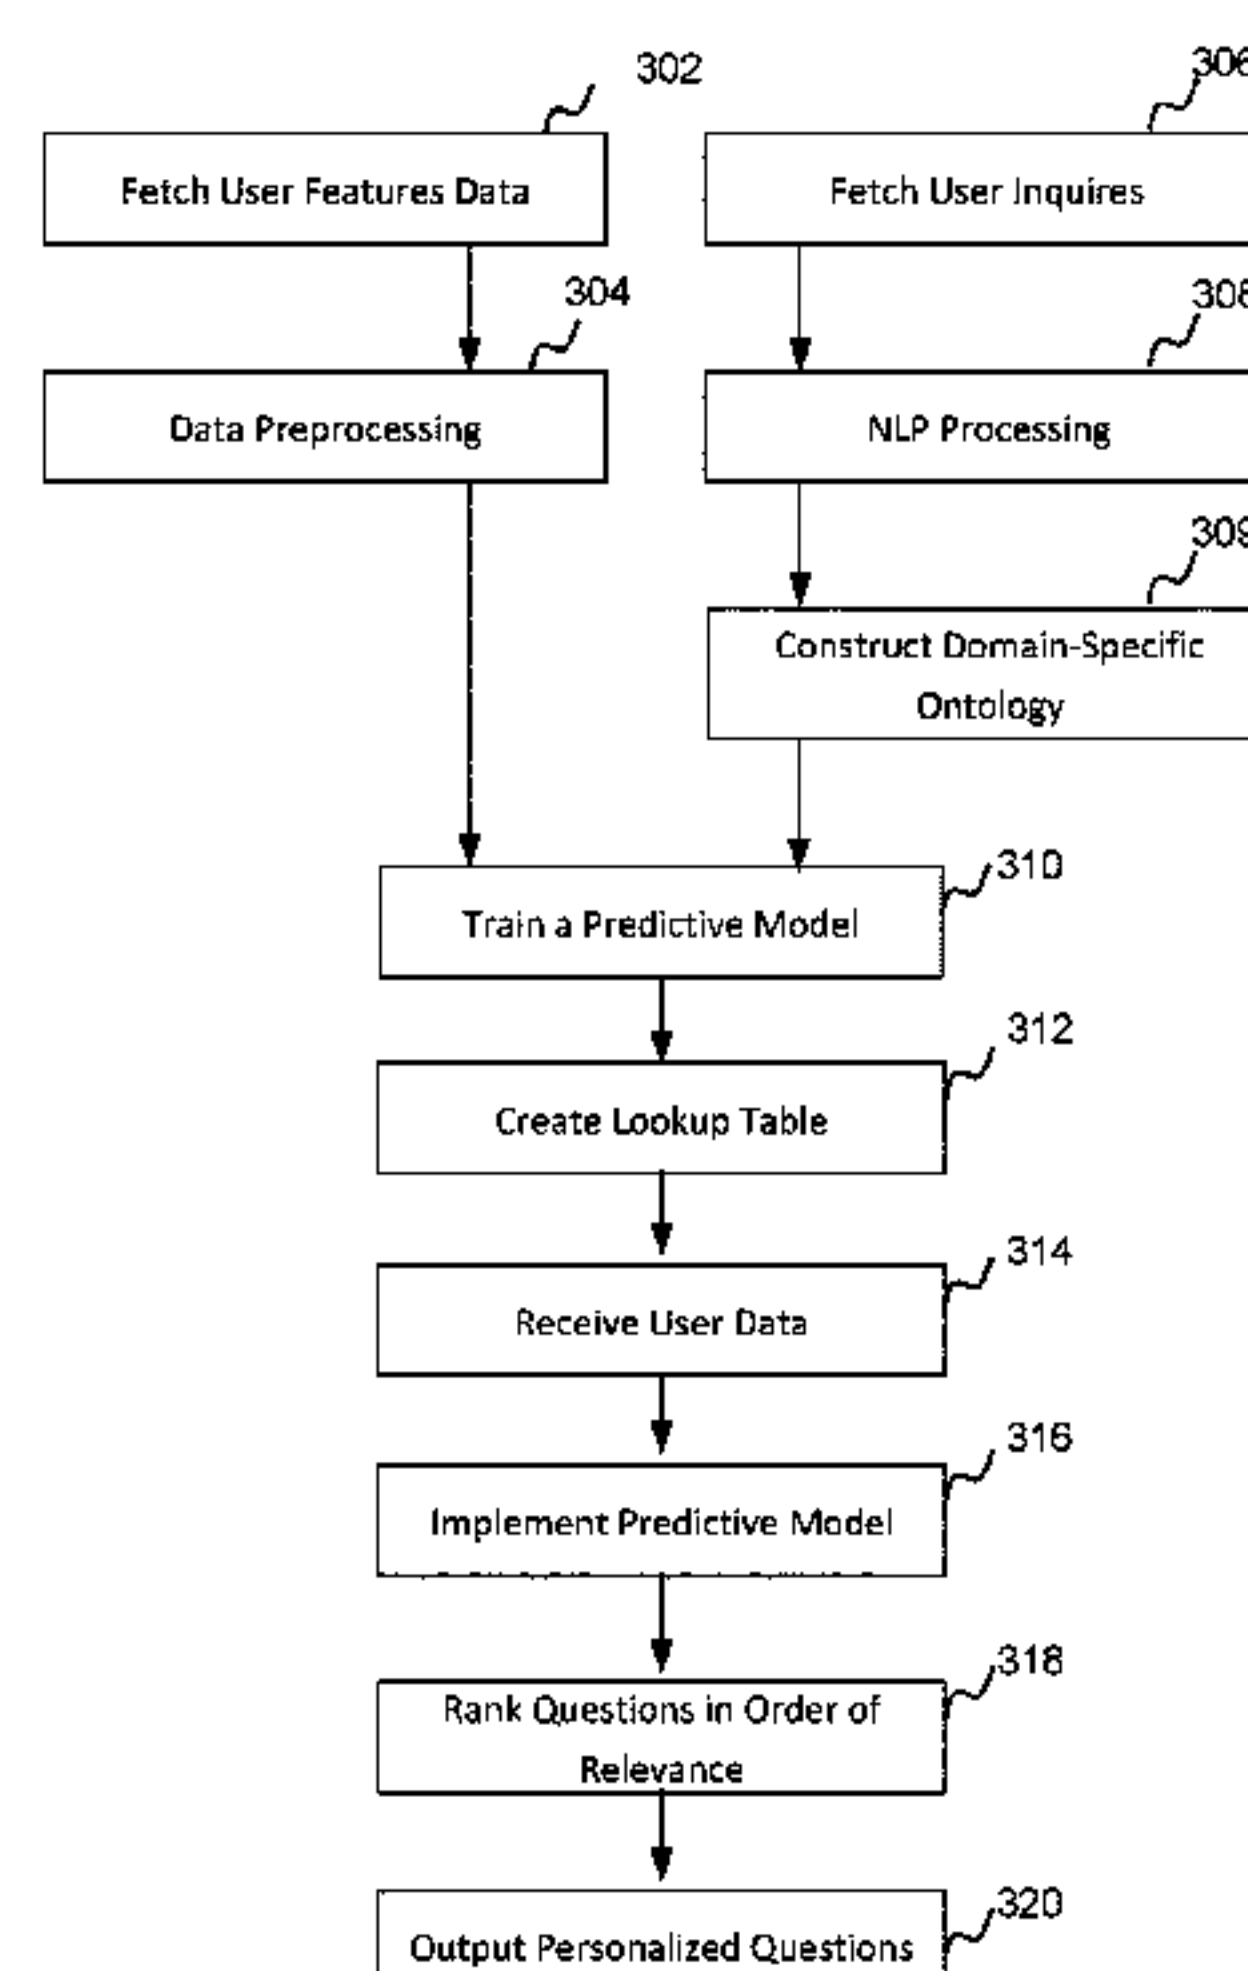 302
306
Fetch User Features Data
Fetch User Inquires
304
308
Data Preprocessing
NLP Processing
309
Construct Domain-Specific
Ontology
310
Train a Predictive Model
312
Create Lookup Table
314
Receive User Data
316
Implement Predictive Model
318
Rank Questions in Order of
Relevance
320
Output Personalized Questions